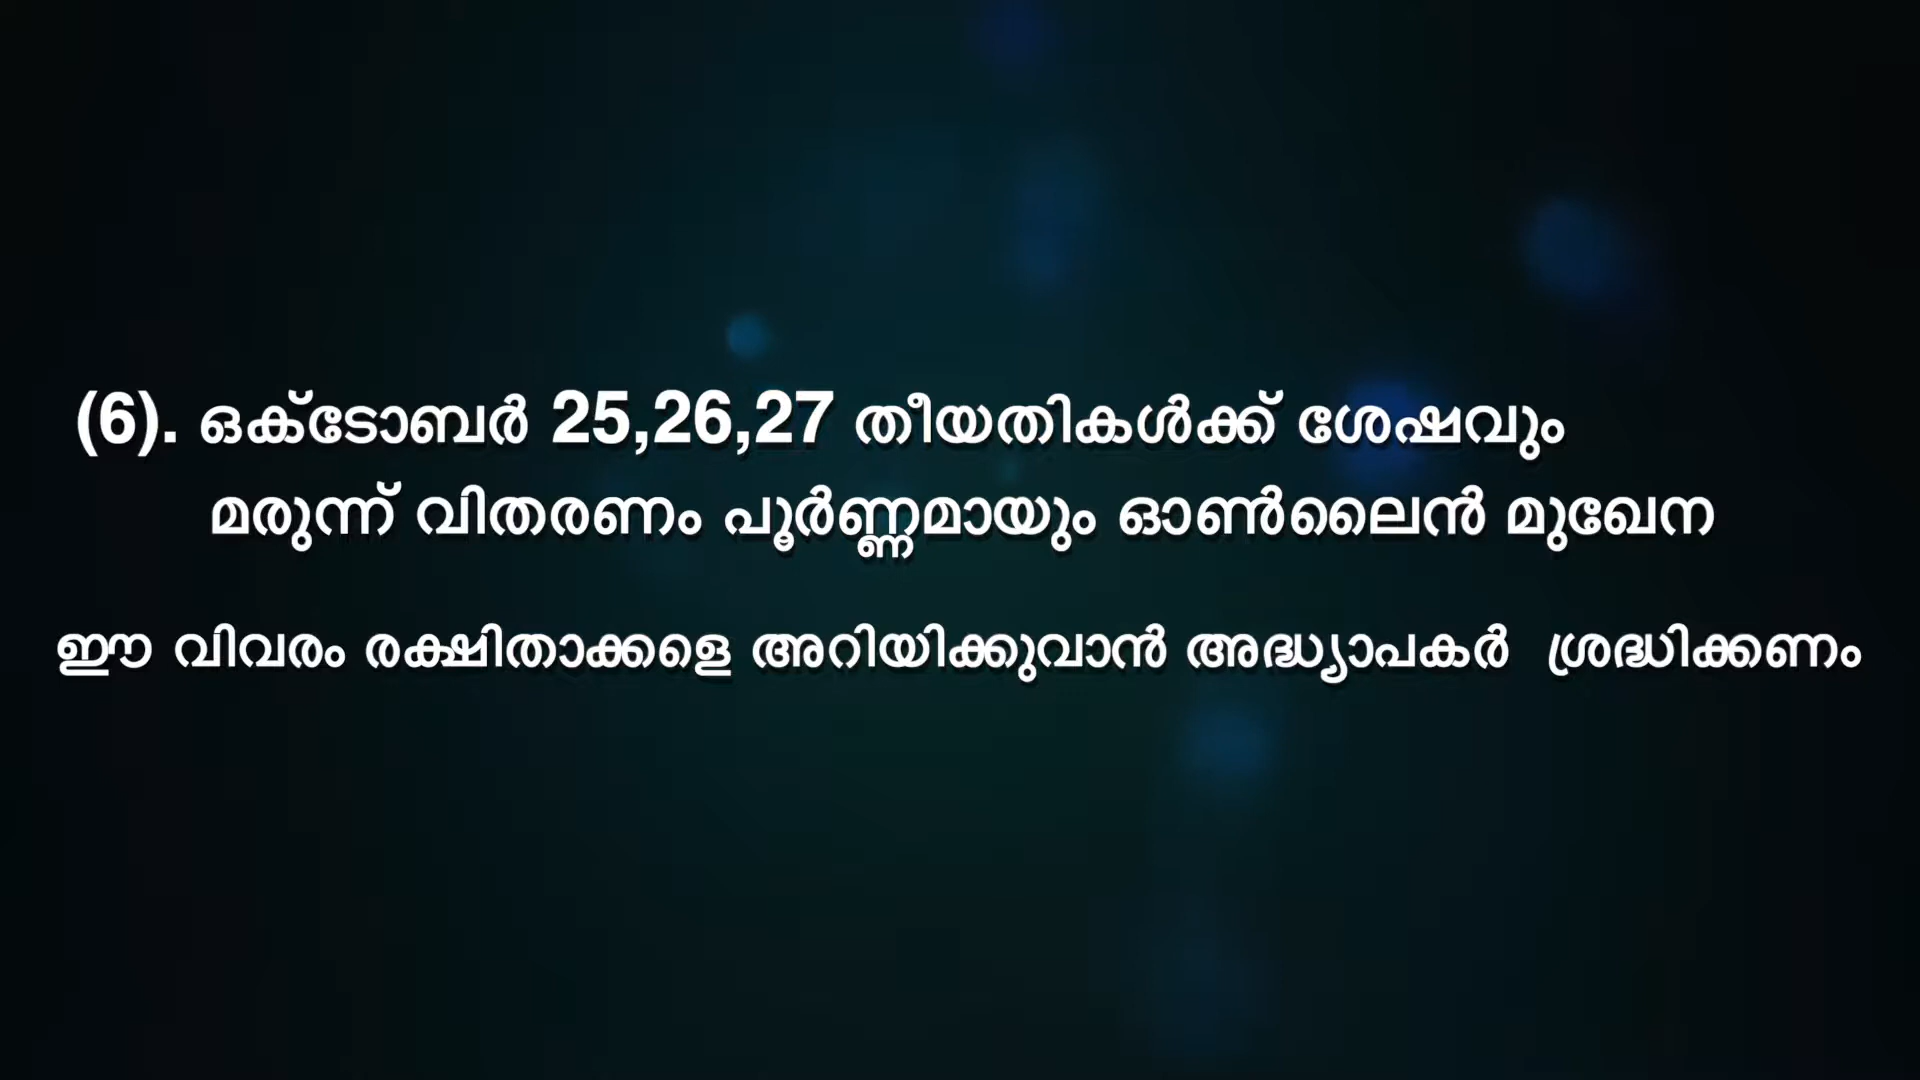 (6). ഒക്ടോബർ 25,26,27 തീയതികൾക്ക് ശേഷവും
മരുന്ന് വിതരണം പൂർണ്ണമായും ഓൺലൈൻ മുഖേന
ഈ വിവരം രക്ഷിതാക്കളെ അറിയിക്കുവാൻ അദ്ധ്യാപകർ ശ്രദ്ധിക്കണം